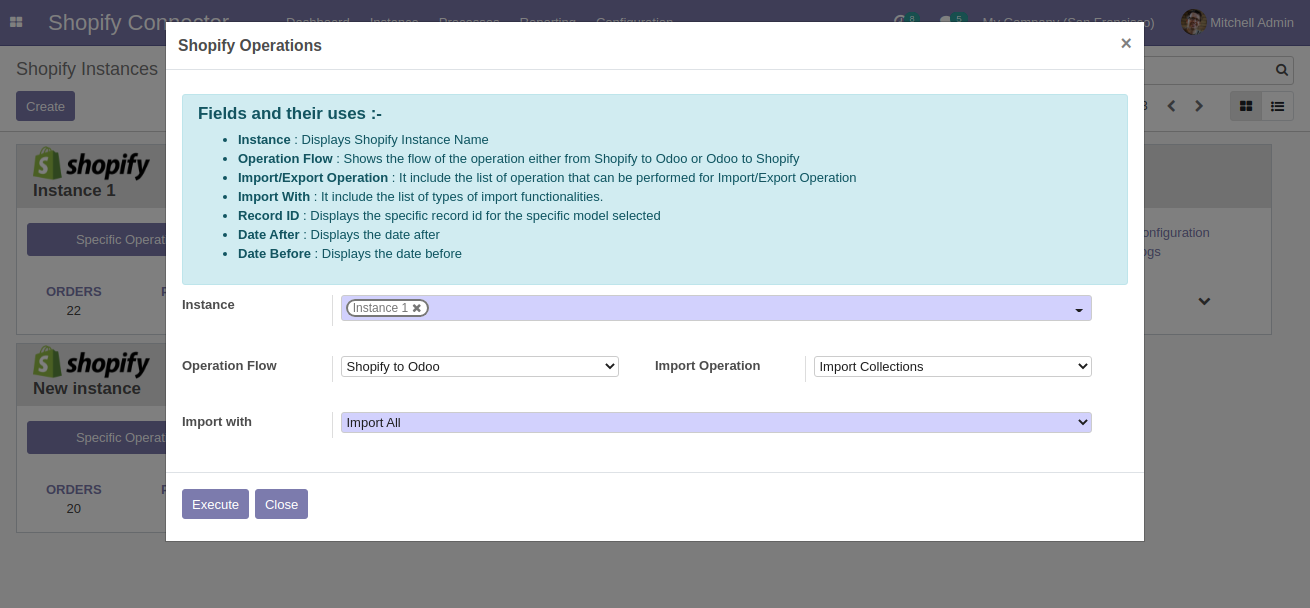 Shopify Connector
Dashboard Instance Processes Reporting Configuration
8 5 My Company (San Francisco) Mitchell Admin
Shopify Operations ×
Shopify Instances
Create
Fields and their uses :-
Instance : Displays Shopify Instance Name
Operation Flow : Shows the flow of the operation either from Shopify to Odoo or Odoo to Shopify
Import/Export Operation : It include the list of operation that can be performed for Import/Export Operation
Import With : It include the list of types of import functionalities.
Record ID : Displays the specific record id for the specific model selected
Date After : Displays the date after
Date Before : Displays the date before
shopify
Instance 1
Specific Operat
ORDERS
22
onfiguration
ogs
Instance
Instance 1 ✖
Operation Flow Shopify to Odoo Import Operation Import Collections
Import with Import All
Execute Close
shopify
New instance
Specific Operat
ORDERS
20